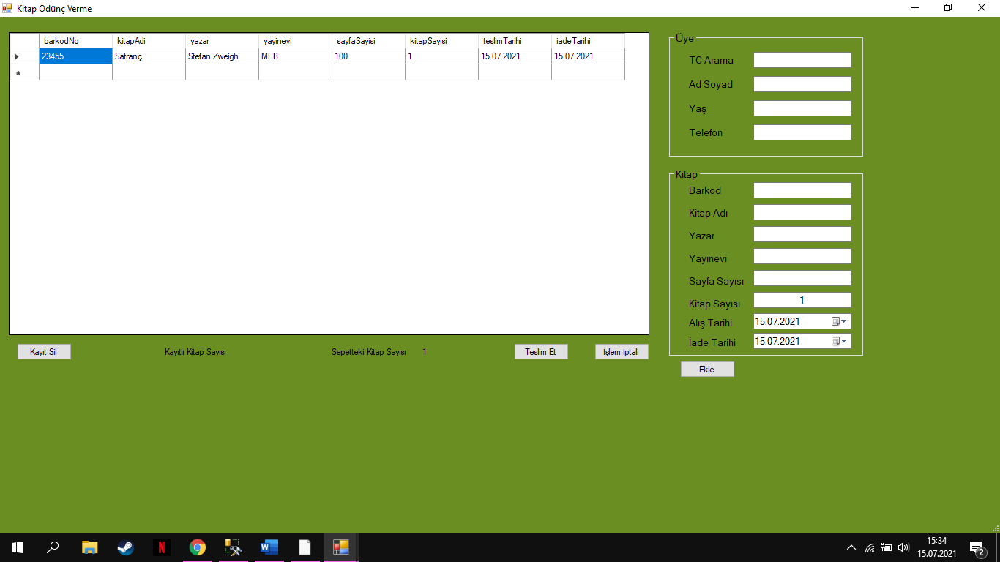 Kitap Ödünç Verme
barkodNo kitapAdi yazar yayinevi sayfaSayisi kitapSayisi teslimTarihi iadeTarihi
23455 Satranç Stefan Zweigh MEB 100 1 15.07.2021 15.07.2021
Kayıt Sil Kayıtlı Kitap Sayısı Sepetteki Kitap Sayısı 1 Teslim Et İşlem İptali
Üye
TC Arama
Ad Soyad
Yaş
Telefon
Kitap
Barkod
Kitap Adı
Yazar
Yayınevi
Sayfa Sayısı
Kitap Sayısı 1
Alış Tarihi 15.07.2021
İade Tarihi 15.07.2021
Ekle
15:34
15.07.2021
2